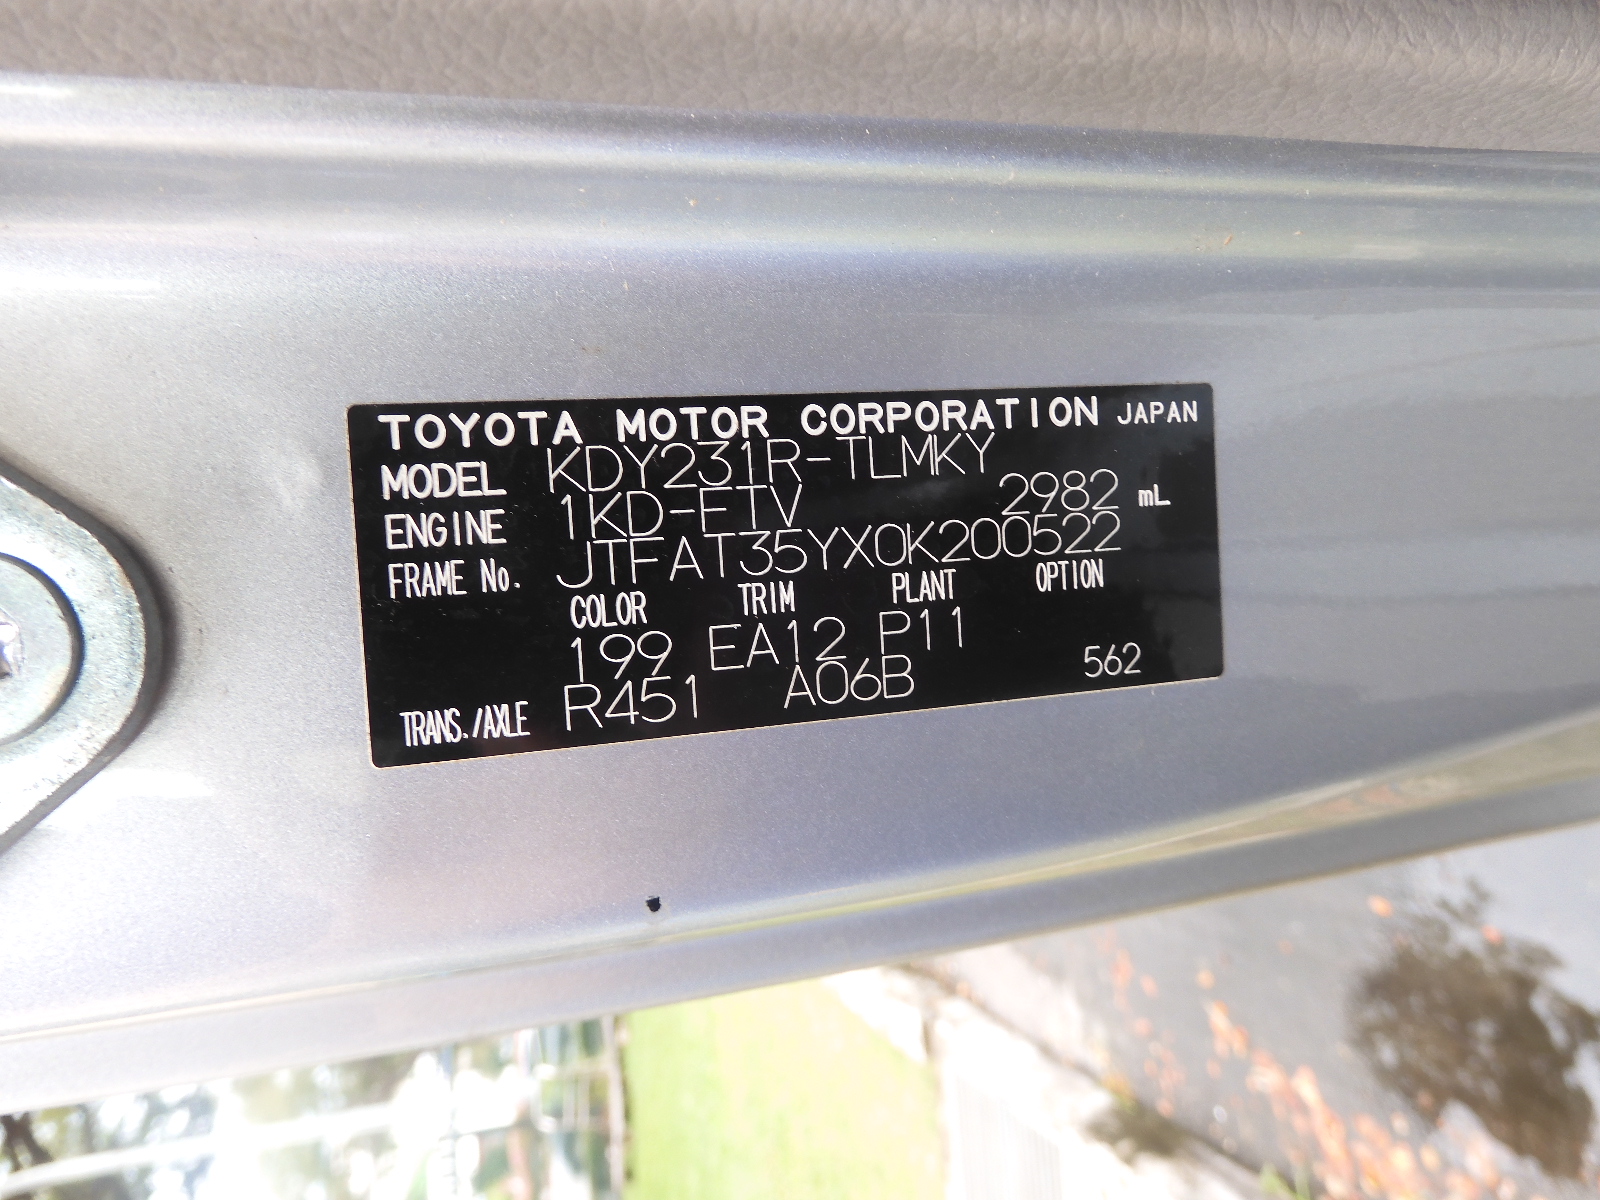 TOYOTA MOTOR CORPORATION JAPAN
MODEL KDY231R-TLMKY
ENGINE 1KD-FTV 2982 mL
FRAME No. JTFAT35YX0K200522
COLOR TRIM PLANT OPTION
199 EA12 P11
TRANS./AXLE R451 A06B 562